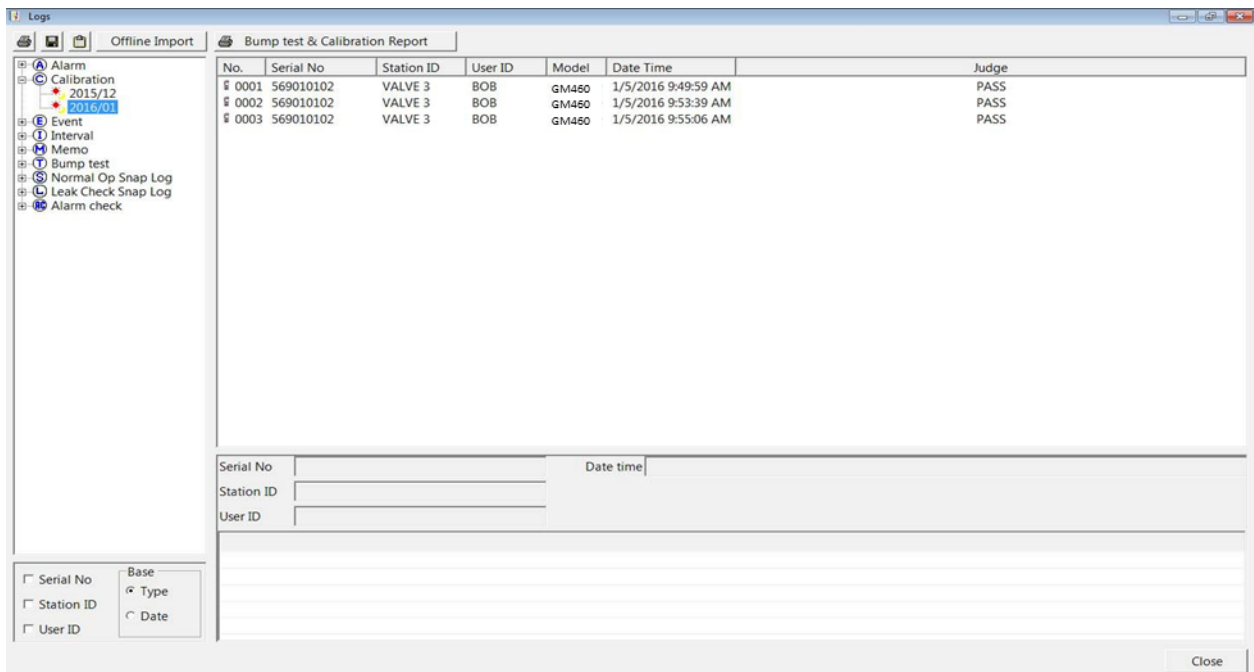 Logs
Offline Import
Bump test & Calibration Report
A Alarm
C Calibration
2015/12
2016/01
E Event
I Interval
M Memo
T Bump test
S Normal Op Snap Log
L Leak Check Snap Log
AC Alarm check
No. Serial No Station ID User ID Model Date Time Judge
0001 569010102 VALVE 3 BOB GM460 1/5/2016 9:49:59 AM PASS
0002 569010102 VALVE 3 BOB GM460 1/5/2016 9:53:39 AM PASS
0003 569010102 VALVE 3 BOB GM460 1/5/2016 9:55:06 AM PASS
Serial No Date time
Station ID
User ID
Serial No
Station ID
User ID
Base
Type
Date
Close